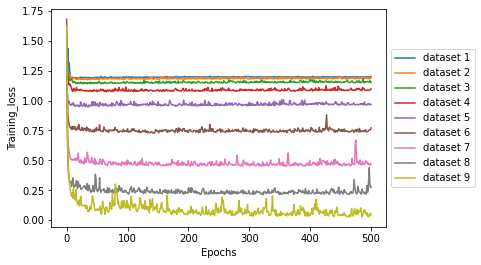 1.75
1.50
1.25
1.00
0.75
0.50
0.25
0.00
Training_loss
0 100 200 300 400 500
Epochs
dataset 1
dataset 2
dataset 3
dataset 4
dataset 5
dataset 6
dataset 7
dataset 8
dataset 9